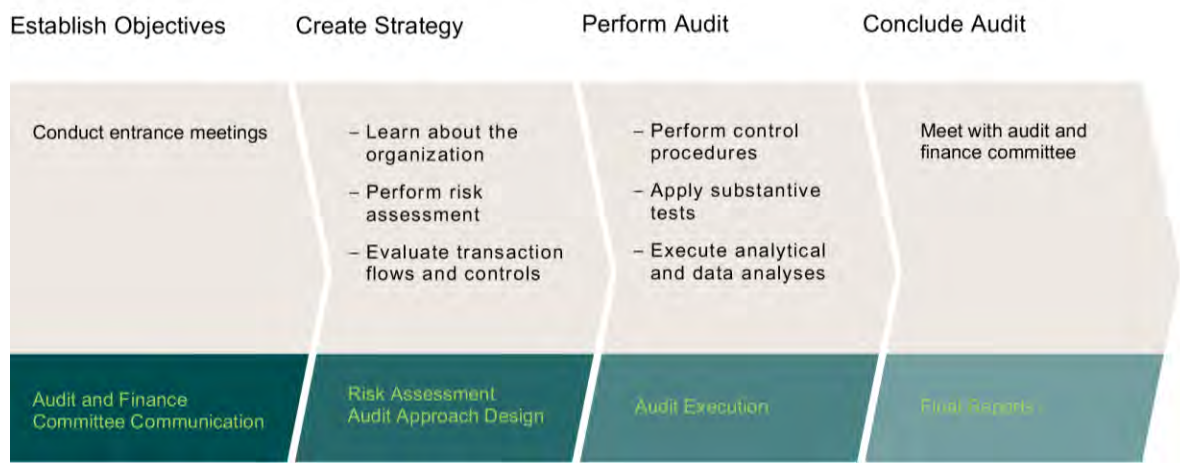 Establish Objectives
Create Strategy
Perform Audit
Conclude Audit
Conduct entrance meetings
– Learn about the
organization
– Perform risk
assessment
– Evaluate transaction
flows and controls
– Perform control
procedures
– Apply substantive
tests
– Execute analytical
and data analyses
Meet with audit and
finance committee
Audit and Finance
Committee Communication
Risk Assessment
Audit Approach Design
Audit Execution
Final Reports